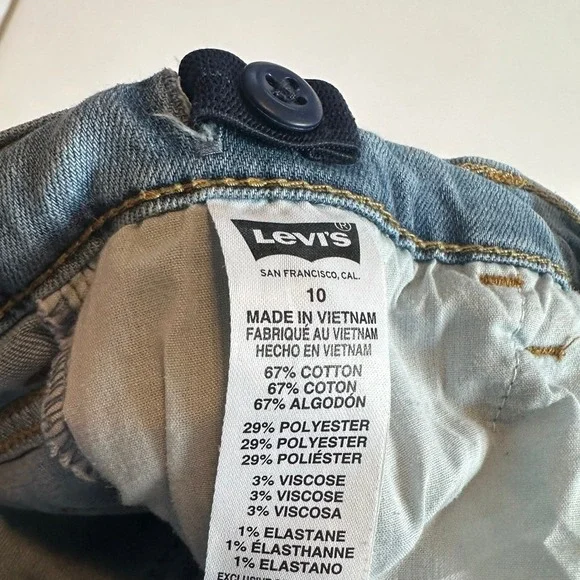 Levi's®
SAN FRANCISCO, CAL.
10
MADE IN VIETNAM
FABRIQUÉ AU VIETNAM
HECHO EN VIETNAM
67% COTTON
67% COTON
67% ALGODÓN
29% POLYESTER
29% POLYESTER
29% POLIÉSTER
3% VISCOSE
3% VISCOSE
3% VISCOSA
1% ELASTANE
1% ÉLASTHANNE
1% ELASTANO